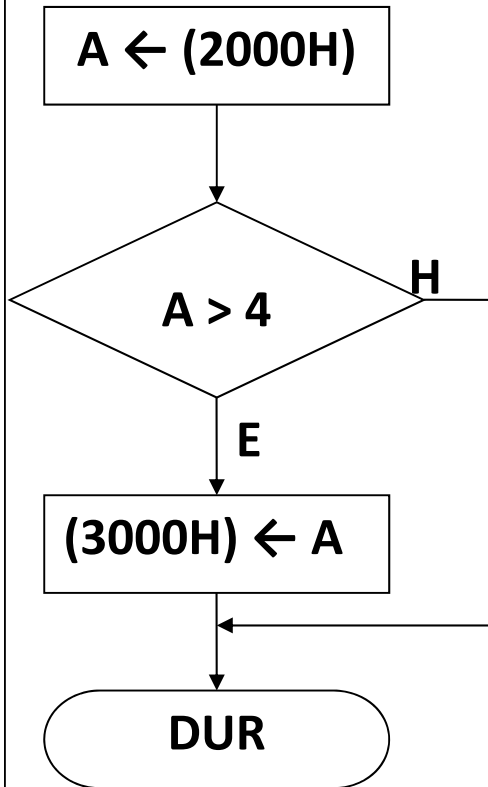 A ← (2000H)
H
A > 4
E
(3000H) ← A
DUR